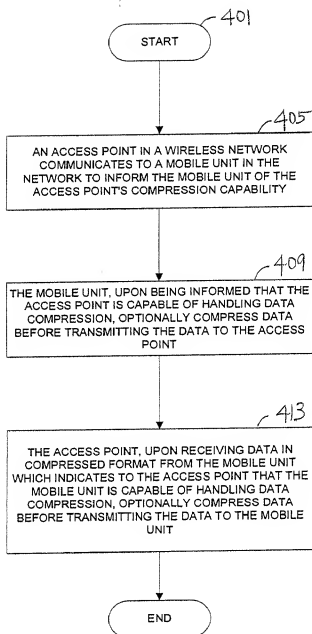 401
START
405
AN ACCESS POINT IN A WIRELESS NETWORK
COMMUNICATES TO A MOBILE UNIT IN THE
NETWORK TO INFORM THE MOBILE UNIT OF
THE ACCESS POINT'S COMPRESSION CAPABILITY
409
THE MOBILE UNIT, UPON BEING INFORMED THAT THE
ACCESS POINT IS CAPABLE OF HANDLING DATA
COMPRESSION, OPTIONALLY COMPRESS DATA
BEFORE TRANSMITTING THE DATA TO THE ACCESS
POINT
413
THE ACCESS POINT, UPON RECEIVING DATA IN
COMPRESSED FORMAT FROM THE MOBILE UNIT
WHICH INDICATES TO THE ACCESS POINT THAT THE
MOBILE UNIT IS CAPABLE OF HANDLING DATA
COMPRESSION, OPTIONALLY COMPRESS DATA
BEFORE TRANSMITTING THE DATA TO THE MOBILE
UNIT
END